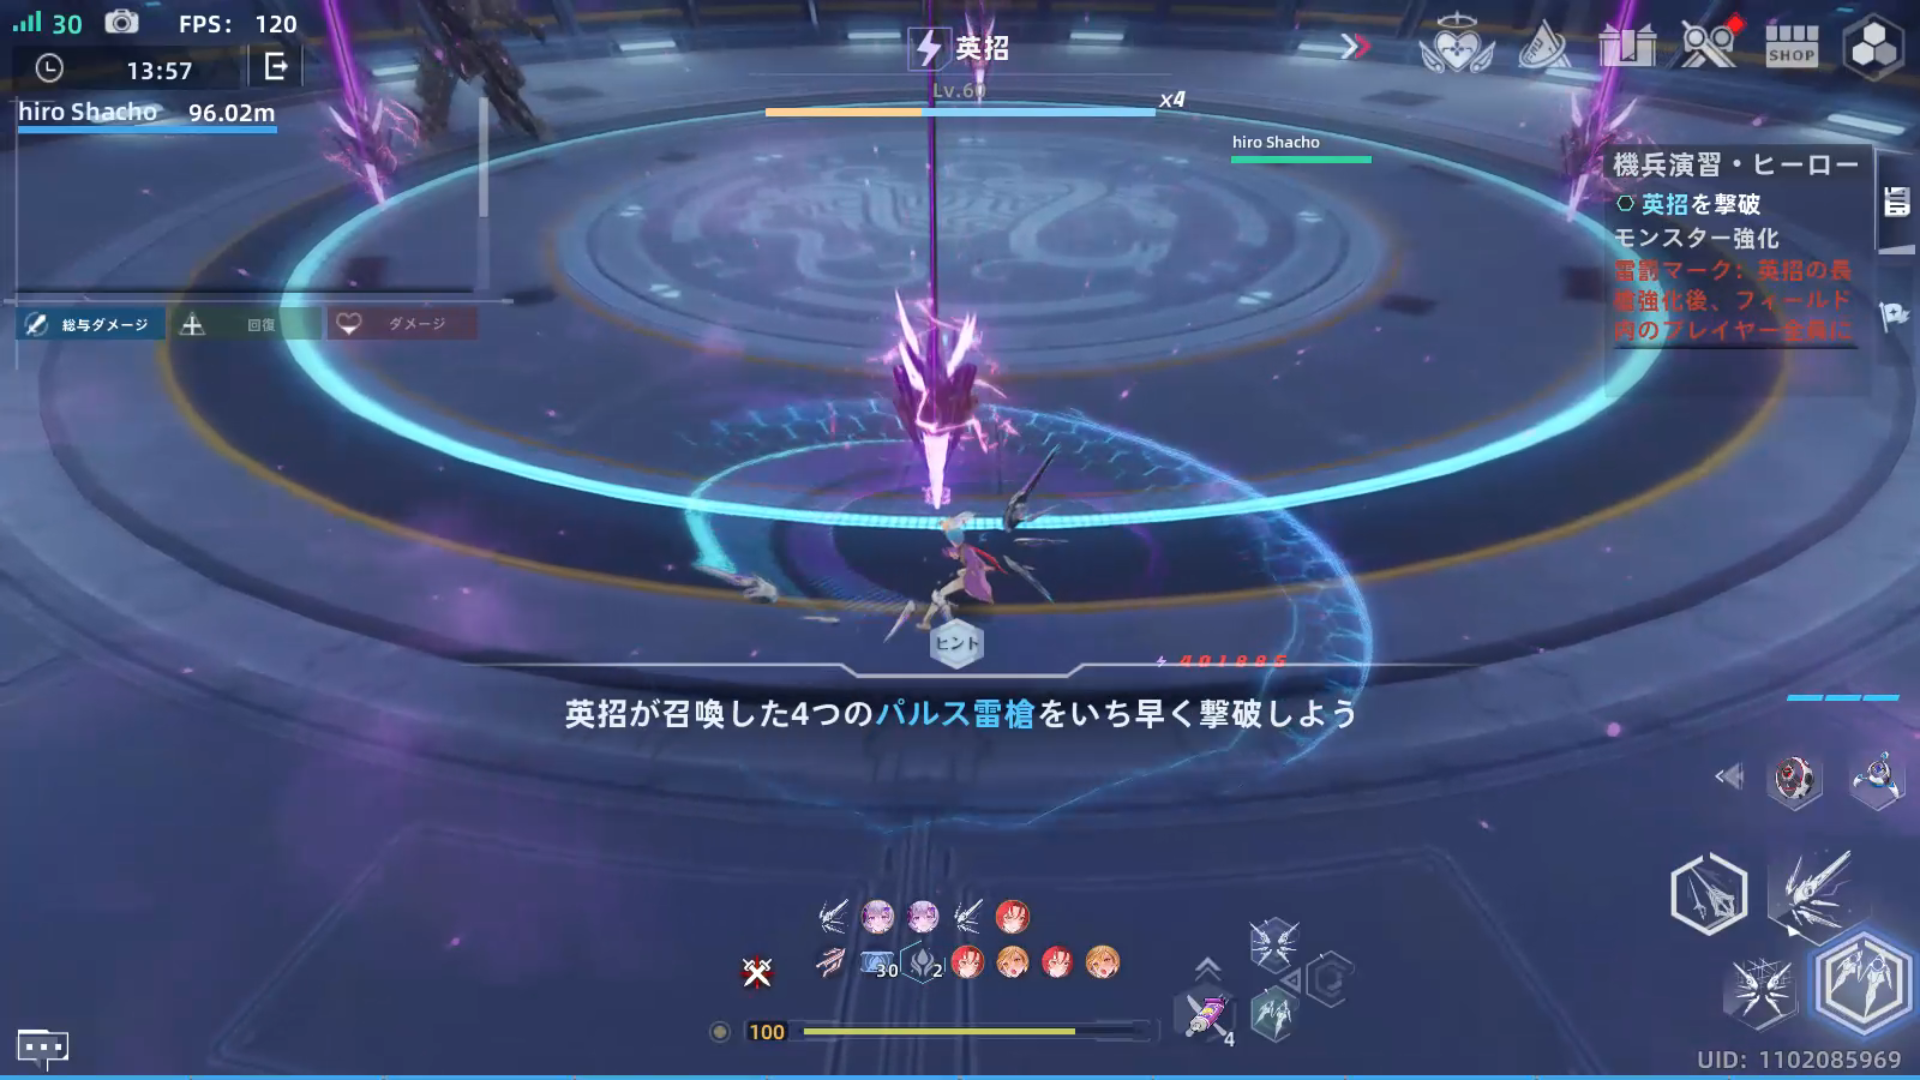 30
FPS: 120
13:57
hiro Shacho 96.02m
総与ダメージ
回復
ダメージ
英招
Lv.60
x4
hiro Shacho
SHOP
機兵演習・ヒーロー
英招を撃破
モンスター強化
雷罰マーク：英招の長
槍強化後、フィールド
内のプレイヤー全員に
ヒント
401885
英招が召喚した4つのパルス雷槍をいち早く撃破しよう
30
2
100
4
UID: 1102085969